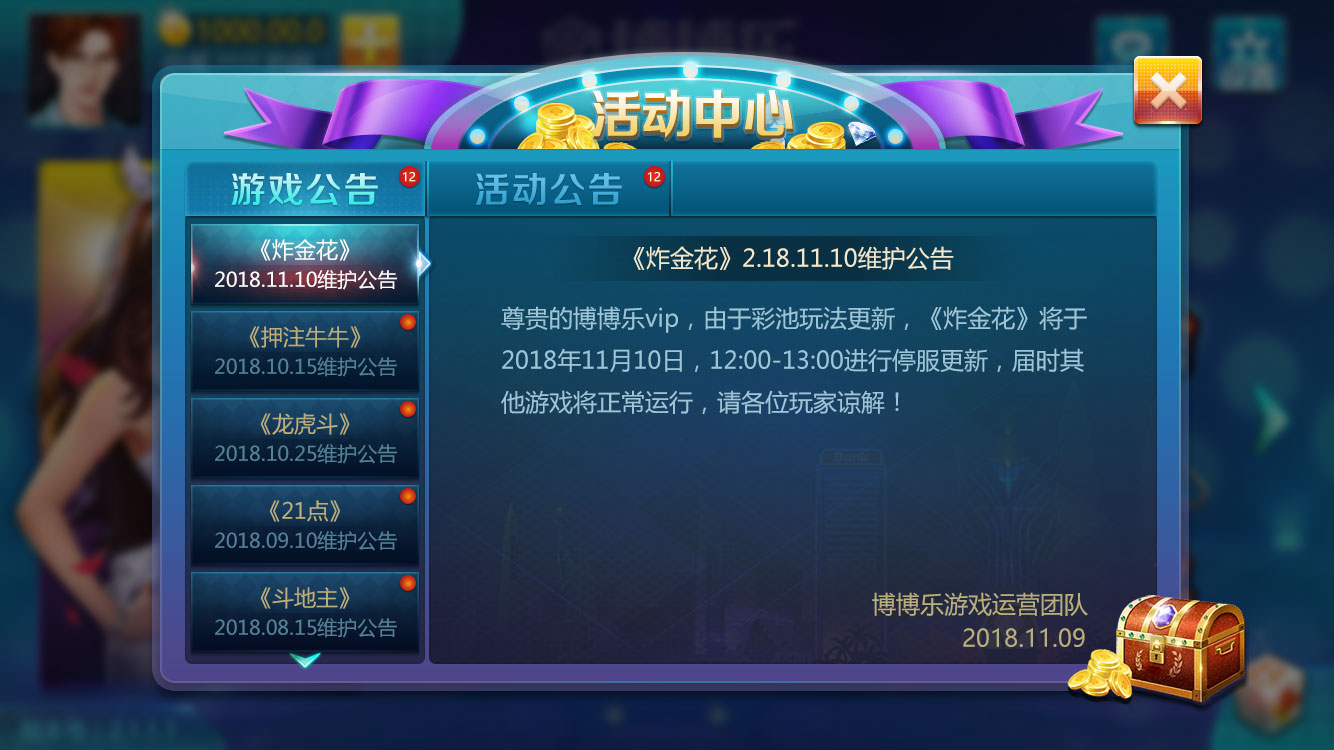 1000.00.0
博博乐
活动中心
游戏公告
12
活动公告
12
《炸金花》
2018.11.10维护公告
《押注牛牛》
2018.10.15维护公告
《龙虎斗》
2018.10.25维护公告
《21点》
2018.09.10维护公告
《斗地主》
2018.08.15维护公告
《炸金花》2.18.11.10维护公告
尊贵的博博乐vip，由于彩池玩法更新，《炸金花》将于
2018年11月10日，12:00-13:00进行停服更新，届时其
他游戏将正常运行，请各位玩家谅解！
Bank
博博乐游戏运营团队
2018.11.09